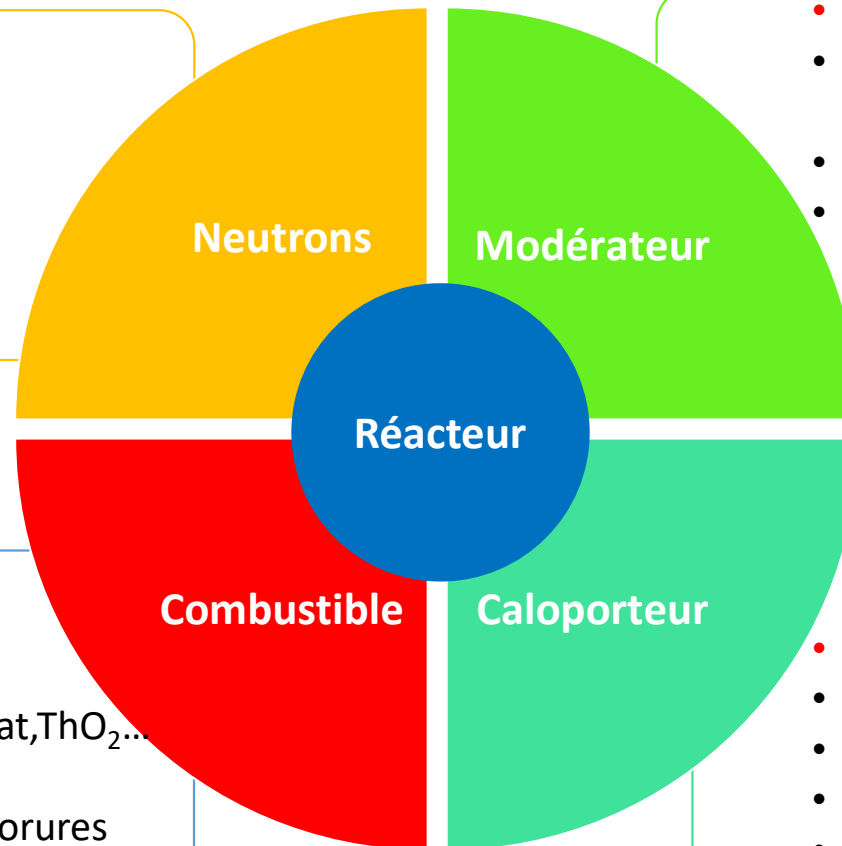 Neutrons
Modérateur
Réacteur
Combustible
Caloporteur
at,ThO₂...
orures